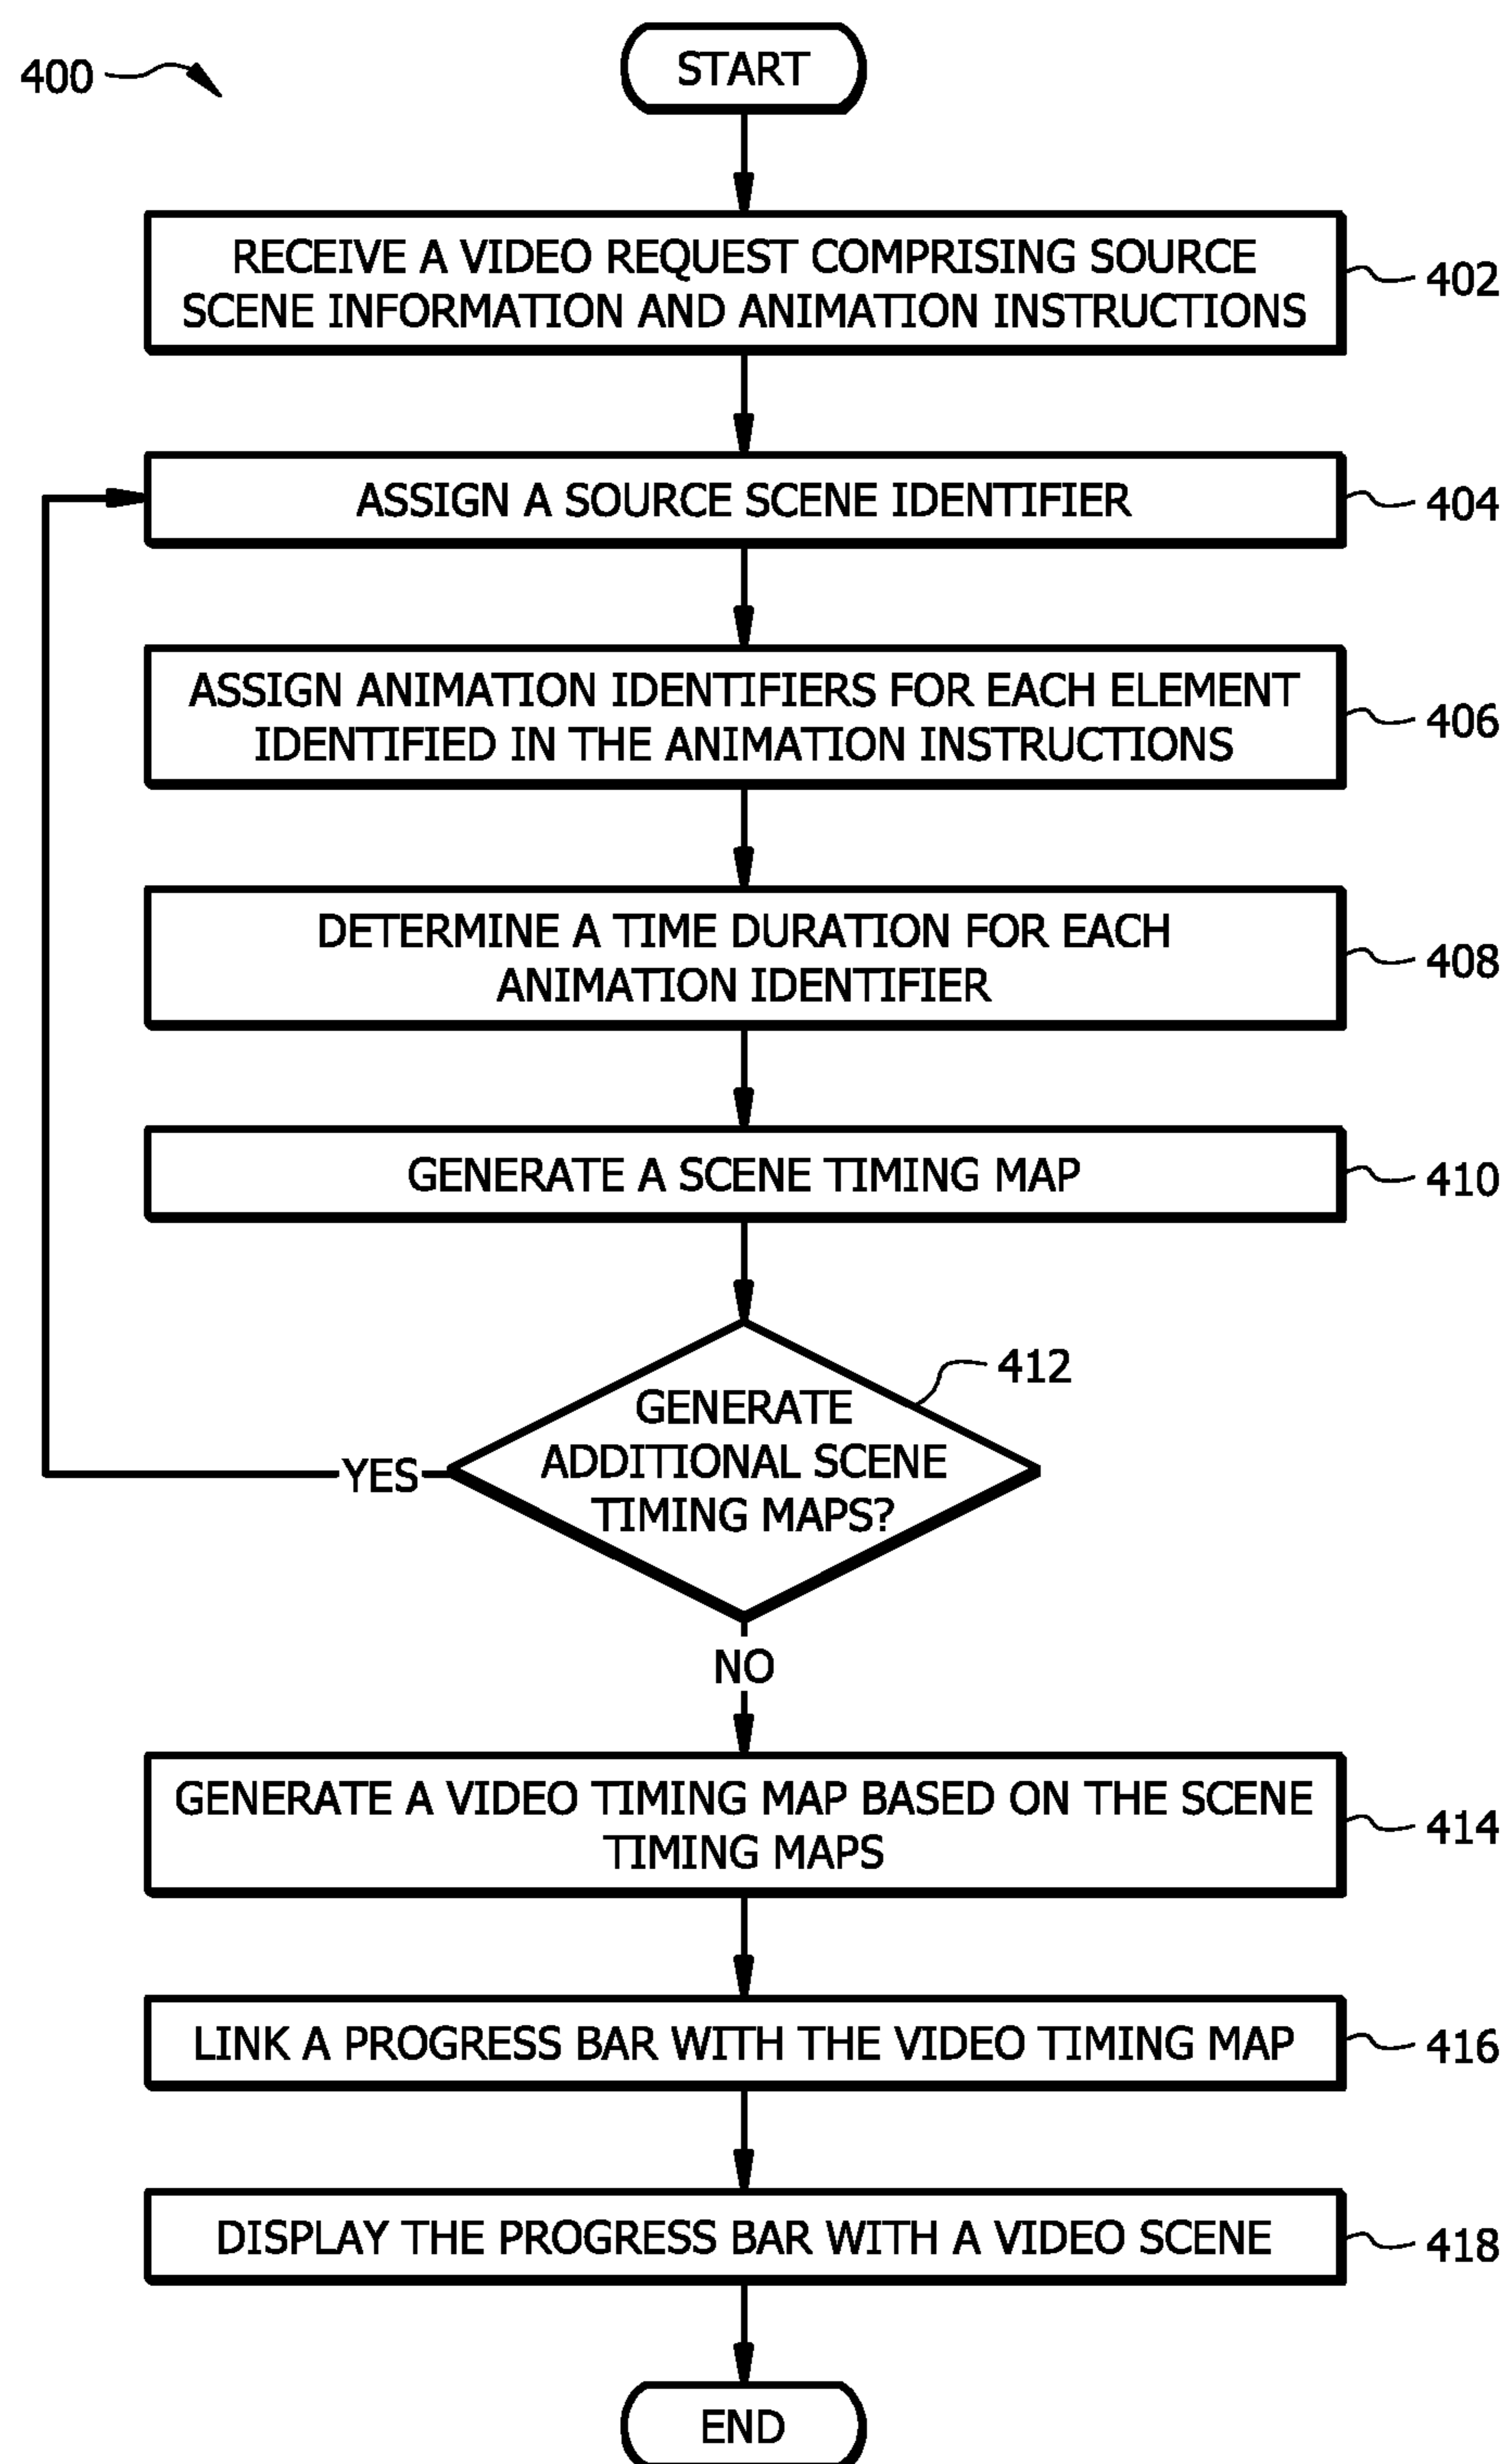 400
START
RECEIVE A VIDEO REQUEST COMPRISING SOURCE
SCENE INFORMATION AND ANIMATION INSTRUCTIONS
402
ASSIGN A SOURCE SCENE IDENTIFIER
404
ASSIGN ANIMATION IDENTIFIERS FOR EACH ELEMENT
IDENTIFIED IN THE ANIMATION INSTRUCTIONS
406
DETERMINE A TIME DURATION FOR EACH
ANIMATION IDENTIFIER
408
GENERATE A SCENE TIMING MAP
410
412
GENERATE
ADDITIONAL SCENE
TIMING MAPS?
YES
NO
GENERATE A VIDEO TIMING MAP BASED ON THE SCENE
TIMING MAPS
414
LINK A PROGRESS BAR WITH THE VIDEO TIMING MAP
416
DISPLAY THE PROGRESS BAR WITH A VIDEO SCENE
418
END